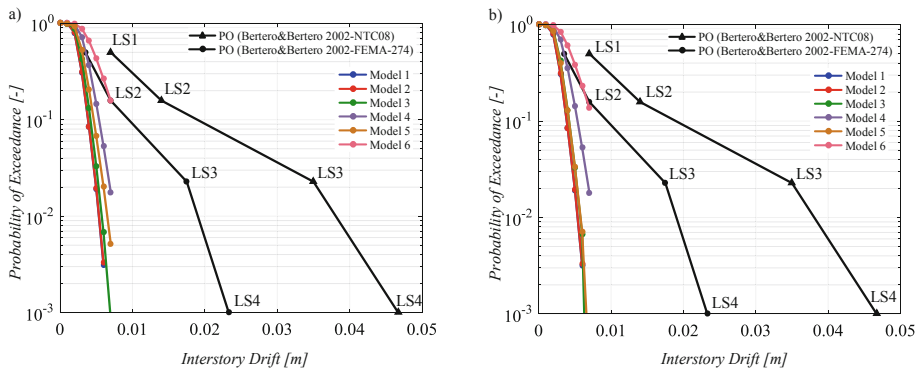 a)
10^0
10^-1
10^-2
10^-3
Probability of Exceedance [-]
0
0.01
0.02
0.03
0.04
0.05
Interstory Drift [m]
PO (Bertero&Bertero 2002-NTC08)
PO (Bertero&Bertero 2002-FEMA-274)
Model 1
Model 2
Model 3
Model 4
Model 5
Model 6
LS1
LS2
LS2
LS3
LS3
LS4
LS4
b)
10^0
10^-1
10^-2
10^-3
Probability of Exceedance [-]
0
0.01
0.02
0.03
0.04
0.05
Interstory Drift [m]
PO (Bertero&Bertero 2002-NTC08)
PO (Bertero&Bertero 2002-FEMA-274)
Model 1
Model 2
Model 3
Model 4
Model 5
Model 6
LS1
LS2
LS2
LS3
LS3
LS4
LS4